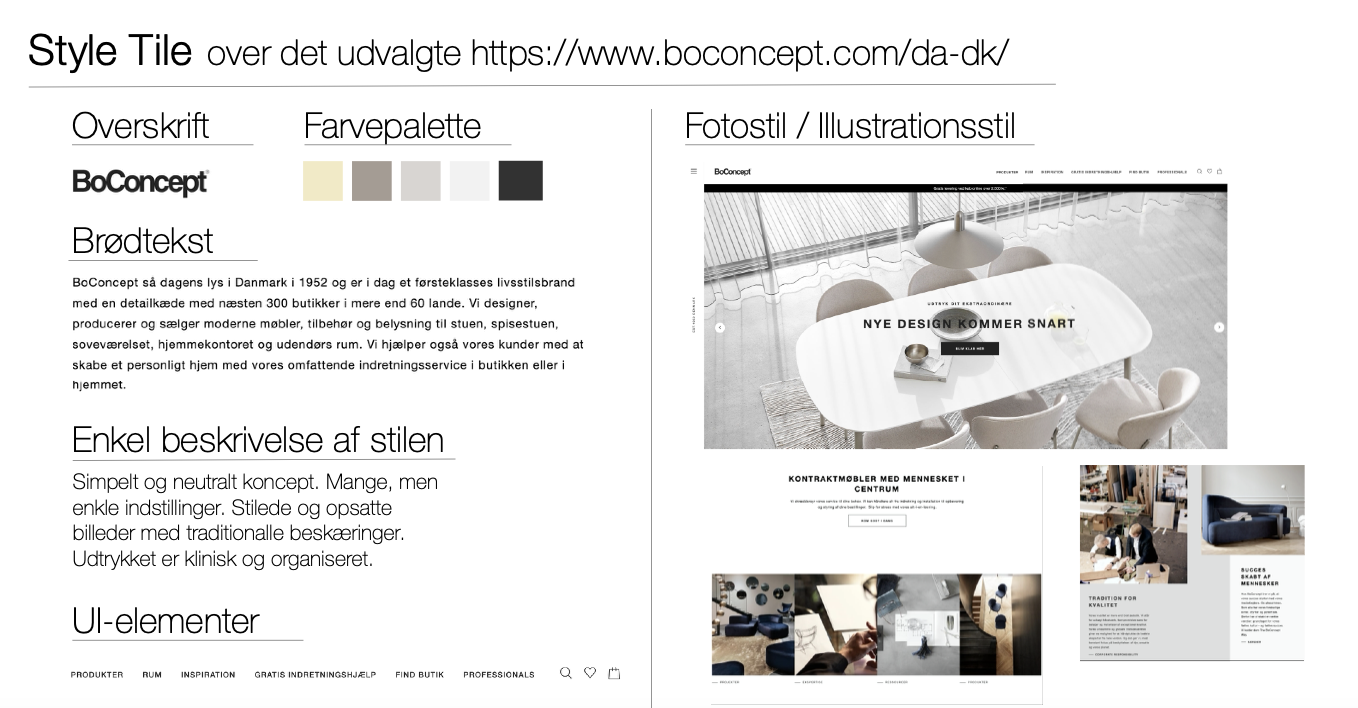 Style Tile over det udvalgte https://www.boconcept.com/da-dk/
Overskrift
BoConcept
Farvepalette
Brødtekst
BoConcept så dagens lys i Danmark i 1952 og er i dag et førsteklasses livsstilsbrand
med en detailkæde med næsten 300 butikker i mere end 60 lande. Vi designer,
producerer og sælger moderne møbler, tilbehør og belysning til stuen, spisestuen,
soveværelset, hjemmekontoret og udendørs rum. Vi hjælper også vores kunder med at
skabe et personligt hjem med vores omfattende indretningsservice i butikken eller i
hjemmet.
Enkel beskrivelse af stilen
Simpelt og neutralt koncept. Mange, men
enkle indstillinger. Stilede og opsatte
billeder med traditionalle beskæringer.
Udtrykket er klinisk og organiseret.
UI-elementer
PRODUKTER RUM INSPIRATION GRATIS INDRETNINGSHJÆLP FIND BUTIK PROFESSIONALS
Fotostil / Illustrationsstil
BoConcept
PRODUKTER RUM INSPIRATION GRATIS INDRETNINGSHJÆLP FIND BUTIK PROFESSIONALS
UDTRYK DIT EKSTRAORDINÆRE
NYE DESIGN KOMMER SNART
KONTRAKTMØBLER MED MENNESKET I
CENTRUM
TRADITION FOR
KVALITET
BUGGES
SKABT AF
MENNESKER